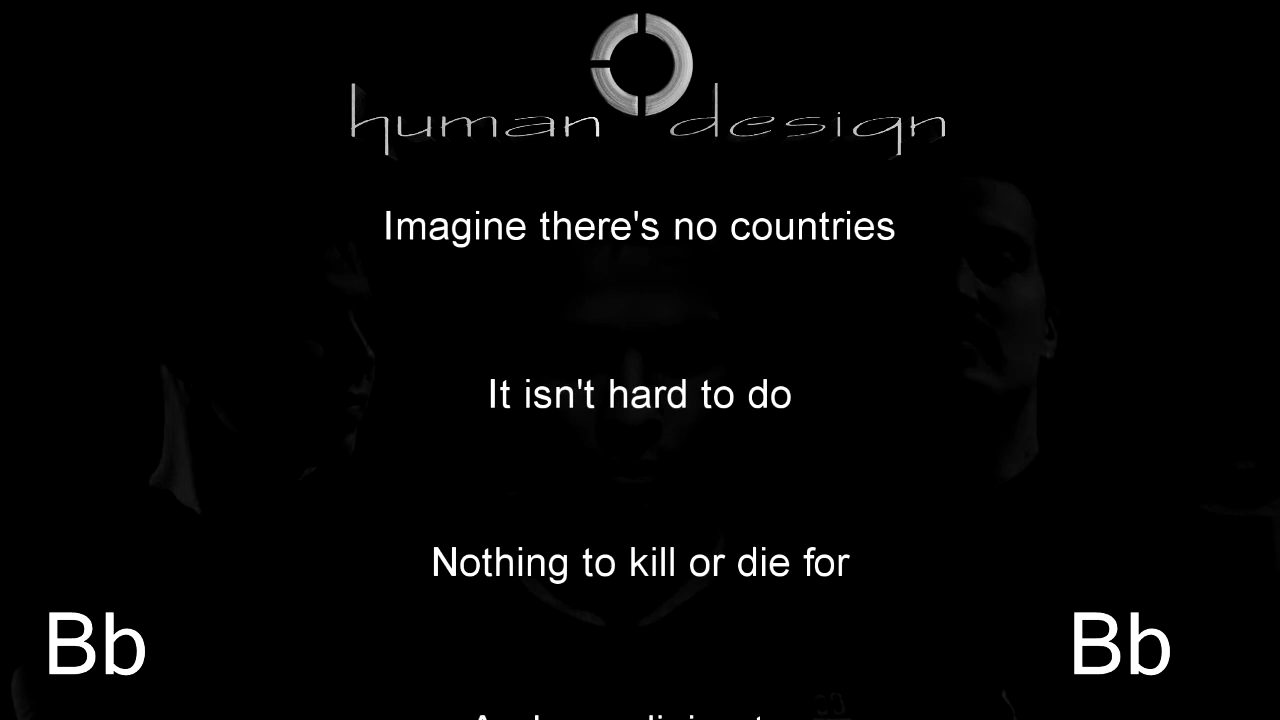 human design
Imagine there's no countries
It isn't hard to do
Nothing to kill or die for
Bb Bb